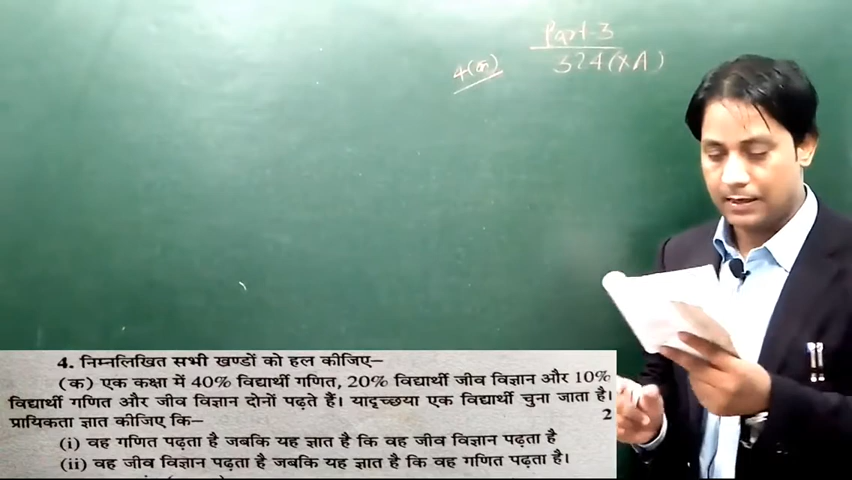 Part-3
4(क) 324(XA)
4. निम्नलिखित सभी खण्डों को हल कीजिए–
(क) एक कक्षा में 40% विद्यार्थी गणित, 20% विद्यार्थी जीव विज्ञान और 10%
विद्यार्थी गणित और जीव विज्ञान दोनों पढ़ते हैं। यादृच्छया एक विद्यार्थी चुना जाता है।
प्रायिकता ज्ञात कीजिए कि– 2
(i) वह गणित पढ़ता है जबकि यह ज्ञात है कि वह जीव विज्ञान पढ़ता है
(ii) वह जीव विज्ञान पढ़ता है जबकि यह ज्ञात है कि वह गणित पढ़ता है।